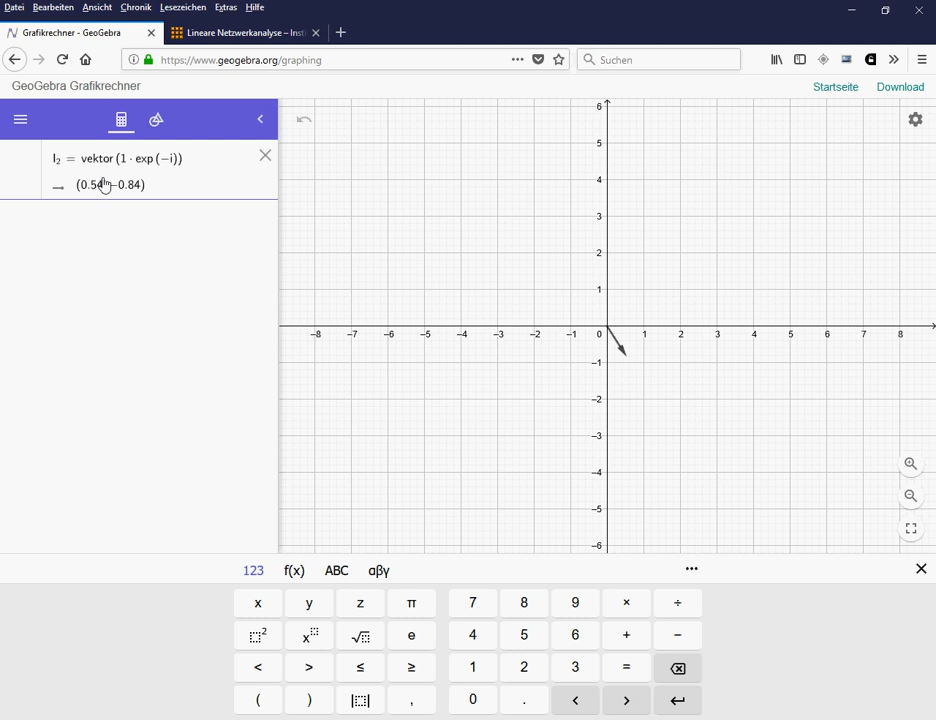 Datei Bearbeiten Ansicht Chronik Lesezeichen Extras Hilfe
Grafikrechner - GeoGebra
Lineare Netzwerkanalyse – Insti
https://www.geogebra.org/graphing
Suchen
GeoGebra Grafikrechner
Startseite
Download
I₂ = vektor (1 · exp (−i))
→ (0.54 −0.84)
6
5
4
3
2
1
−8 −7 −6 −5 −4 −3 −2 −1 0 1 2 3 4 5 6 7 8
−1
−2
−3
−4
−5
−6
123 f(x) ABC αβγ ...
x y z π 7 8 9 × ÷
□² x□ √□ e 4 5 6 + −
< > ≤ ≥ 1 2 3 =
( ) |□| , 0 . < >